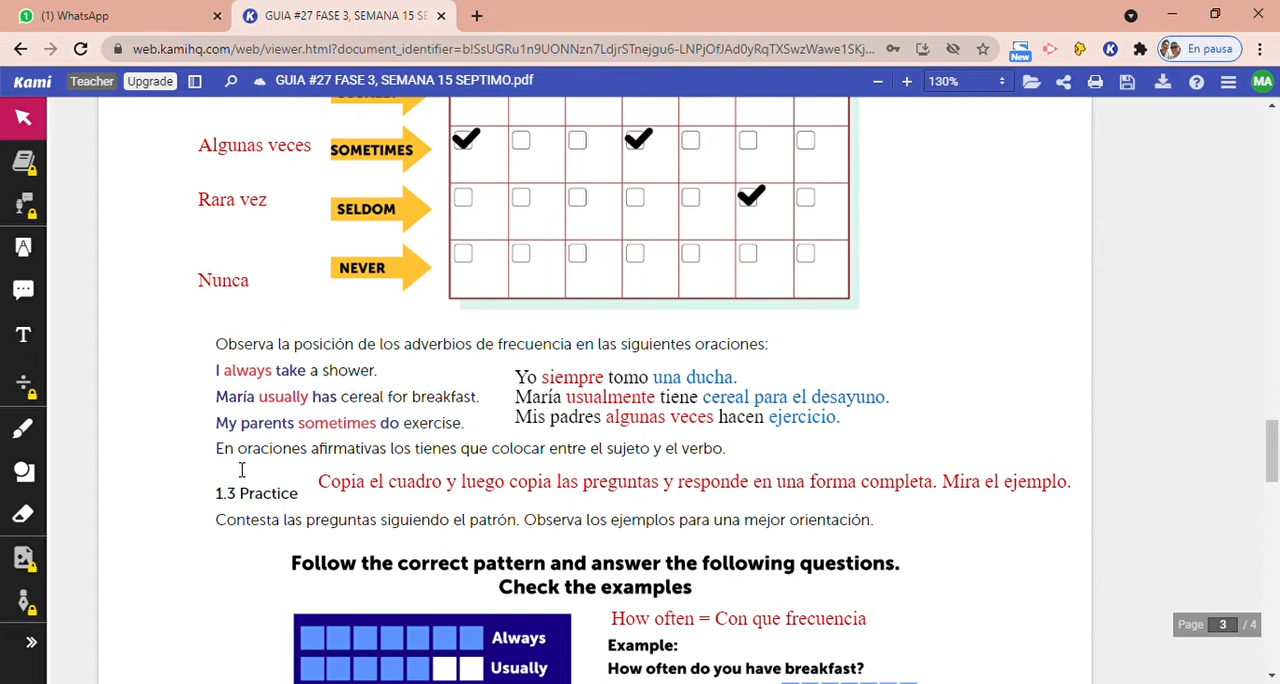 (1) WhatsApp
GUIA #27 FASE 3, SEMANA 15 SE
En pausa
web.kamihq.com/web/viewer.html?document_identifier=b!SsUGRu1n9UONNzn7LdjrSTnejgu6-LNPjOfJAd0yRqTXSwzWawe1SKj...
New
Kami Teacher Upgrade GUIA #27 FASE 3, SEMANA 15 SEPTIMO.pdf 130% MA
Algunas veces SOMETIMES
Rara vez SELDOM
Nunca NEVER
Observa la posición de los adverbios de frecuencia en las siguientes oraciones:
I always take a shower. Yo siempre tomo una ducha.
María usually has cereal for breakfast. María usualmente tiene cereal para el desayuno.
My parents sometimes do exercise. Mis padres algunas veces hacen ejercicio.
En oraciones afirmativas los tienes que colocar entre el sujeto y el verbo.
1.3 Practice Copia el cuadro y luego copia las preguntas y responde en una forma completa. Mira el ejemplo.
Contesta las preguntas siguiendo el patrón. Observa los ejemplos para una mejor orientación.
Follow the correct pattern and answer the following questions.
Check the examples
How often = Con que frecuencia
Always
Example:
Usually
How often do you have breakfast?
Page 3 / 4